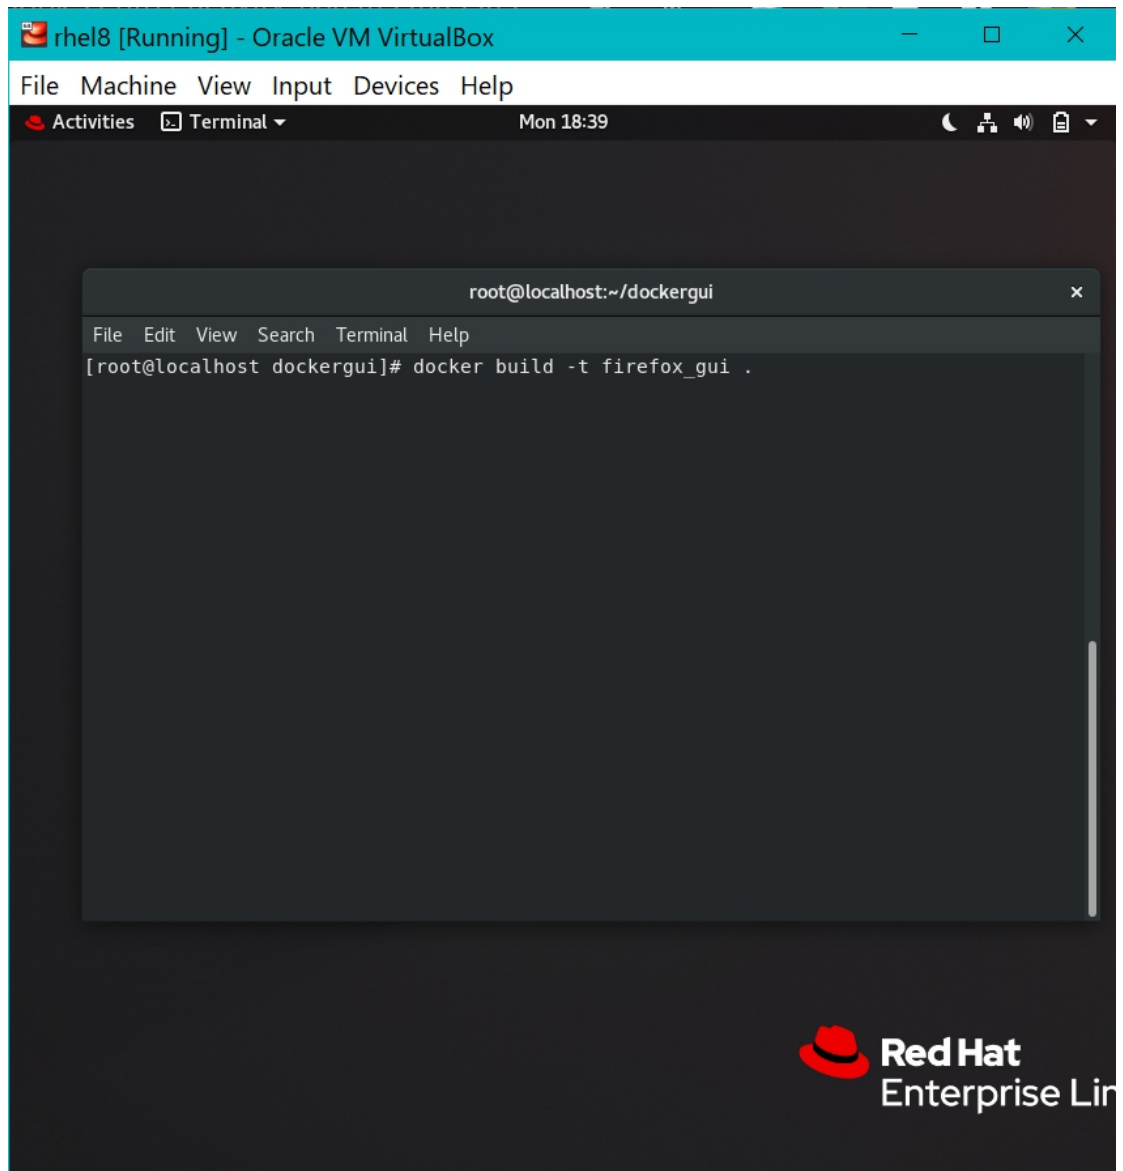 rhel8 [Running] - Oracle VM VirtualBox
File Machine View Input Devices Help
Activities Terminal Mon 18:39
root@localhost:~/dockergui
File Edit View Search Terminal Help
[root@localhost dockergui]# docker build -t firefox_gui .
Red Hat
Enterprise Lin